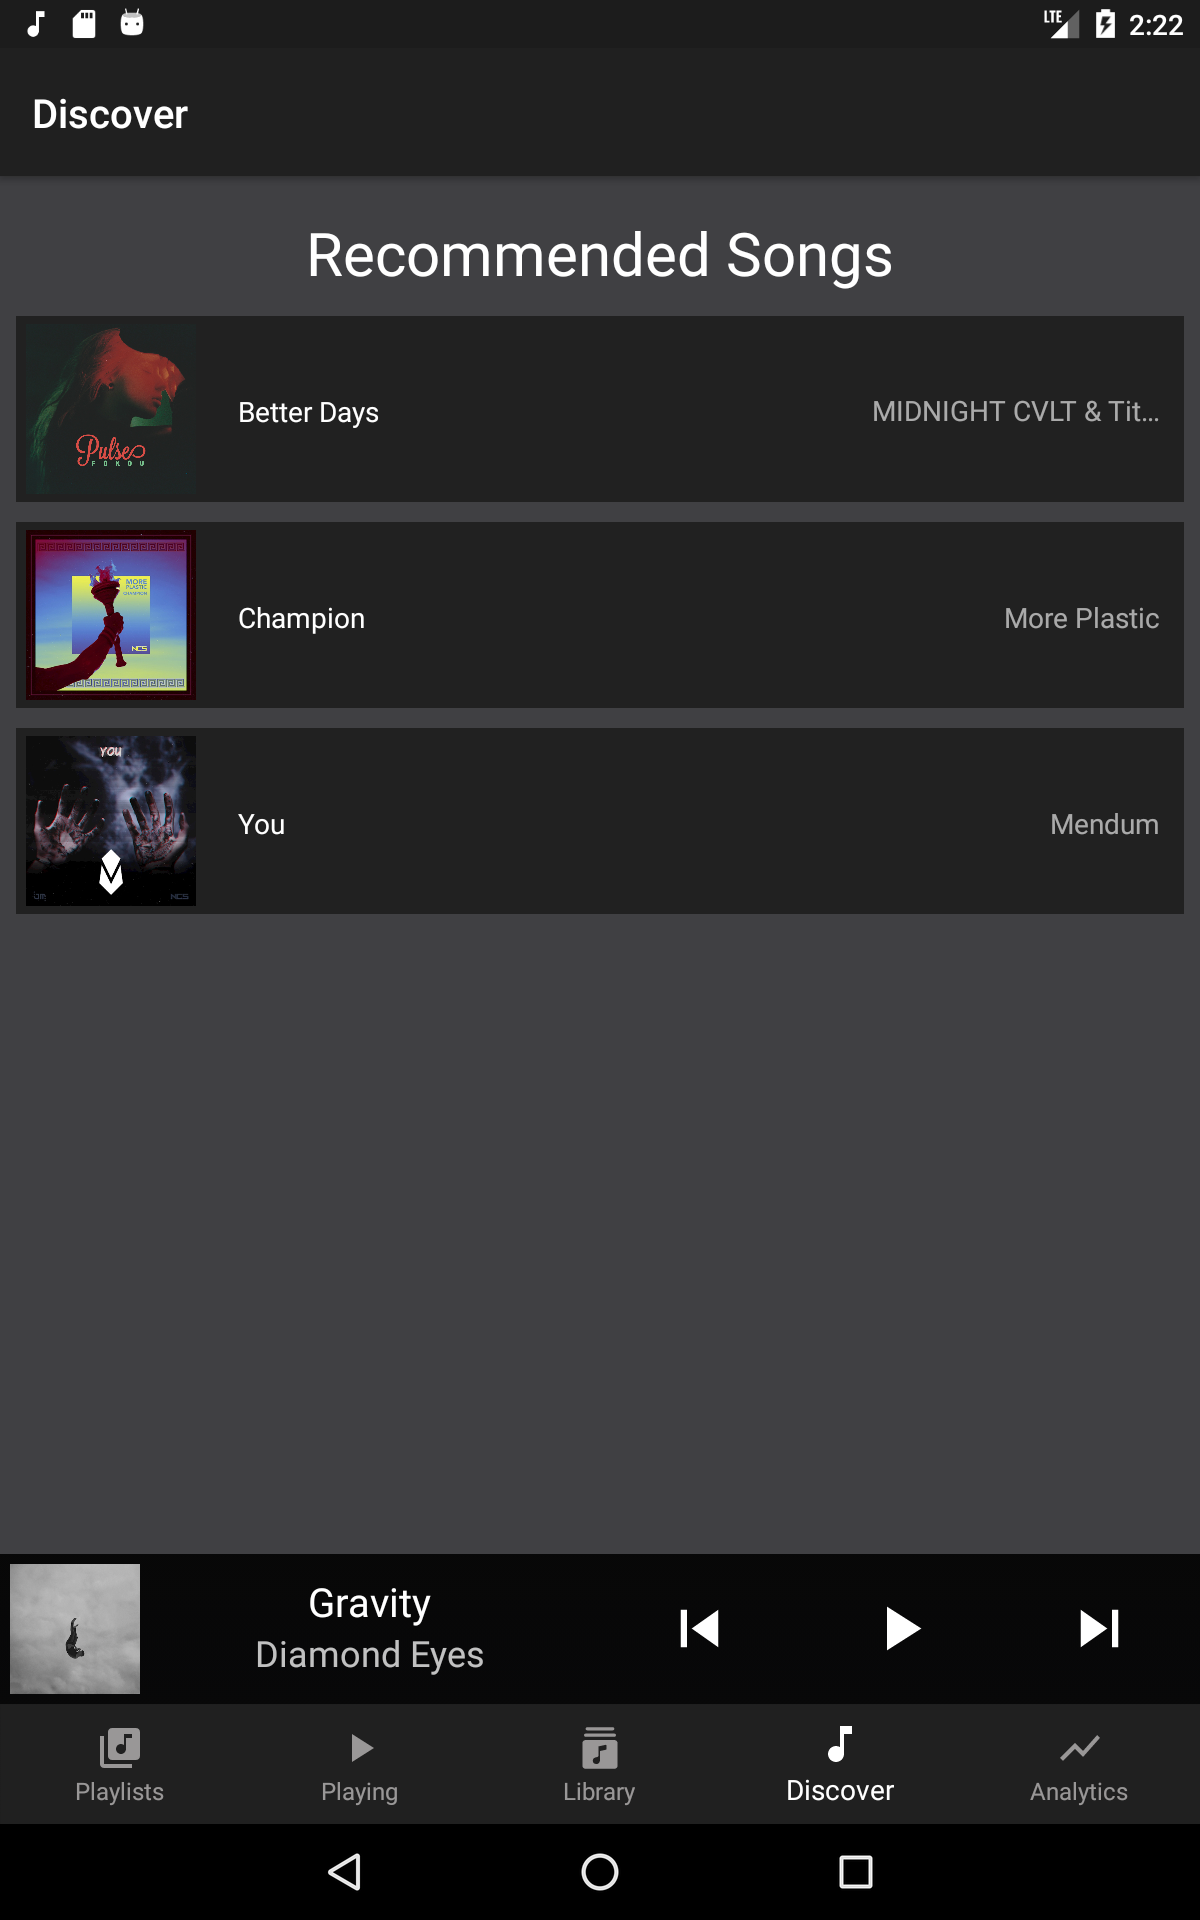 LTE 2:22
Discover
Recommended Songs
Pulse
FOKDU
Better Days
MIDNIGHT CVLT & Tit...
MORE
PLASTIC
CHAMPION
NCS
Champion
More Plastic
YOU
NCS
You
Mendum
Gravity
Diamond Eyes
Playlists
Playing
Library
Discover
Analytics